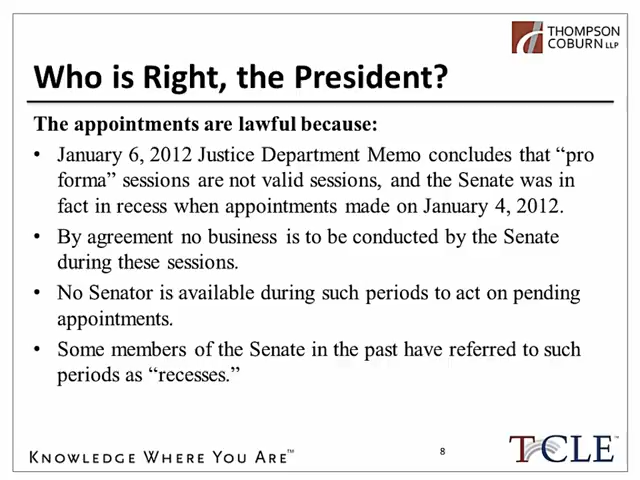 THOMPSON
COBURN LLP
Who is Right, the President?
The appointments are lawful because:
• January 6, 2012 Justice Department Memo concludes that “pro
forma” sessions are not valid sessions, and the Senate was in
fact in recess when appointments made on January 4, 2012.
• By agreement no business is to be conducted by the Senate
during these sessions.
• No Senator is available during such periods to act on pending
appointments.
• Some members of the Senate in the past have referred to such
periods as “recesses.”
KNOWLEDGE WHERE YOU ARE™
8
TCCLE™